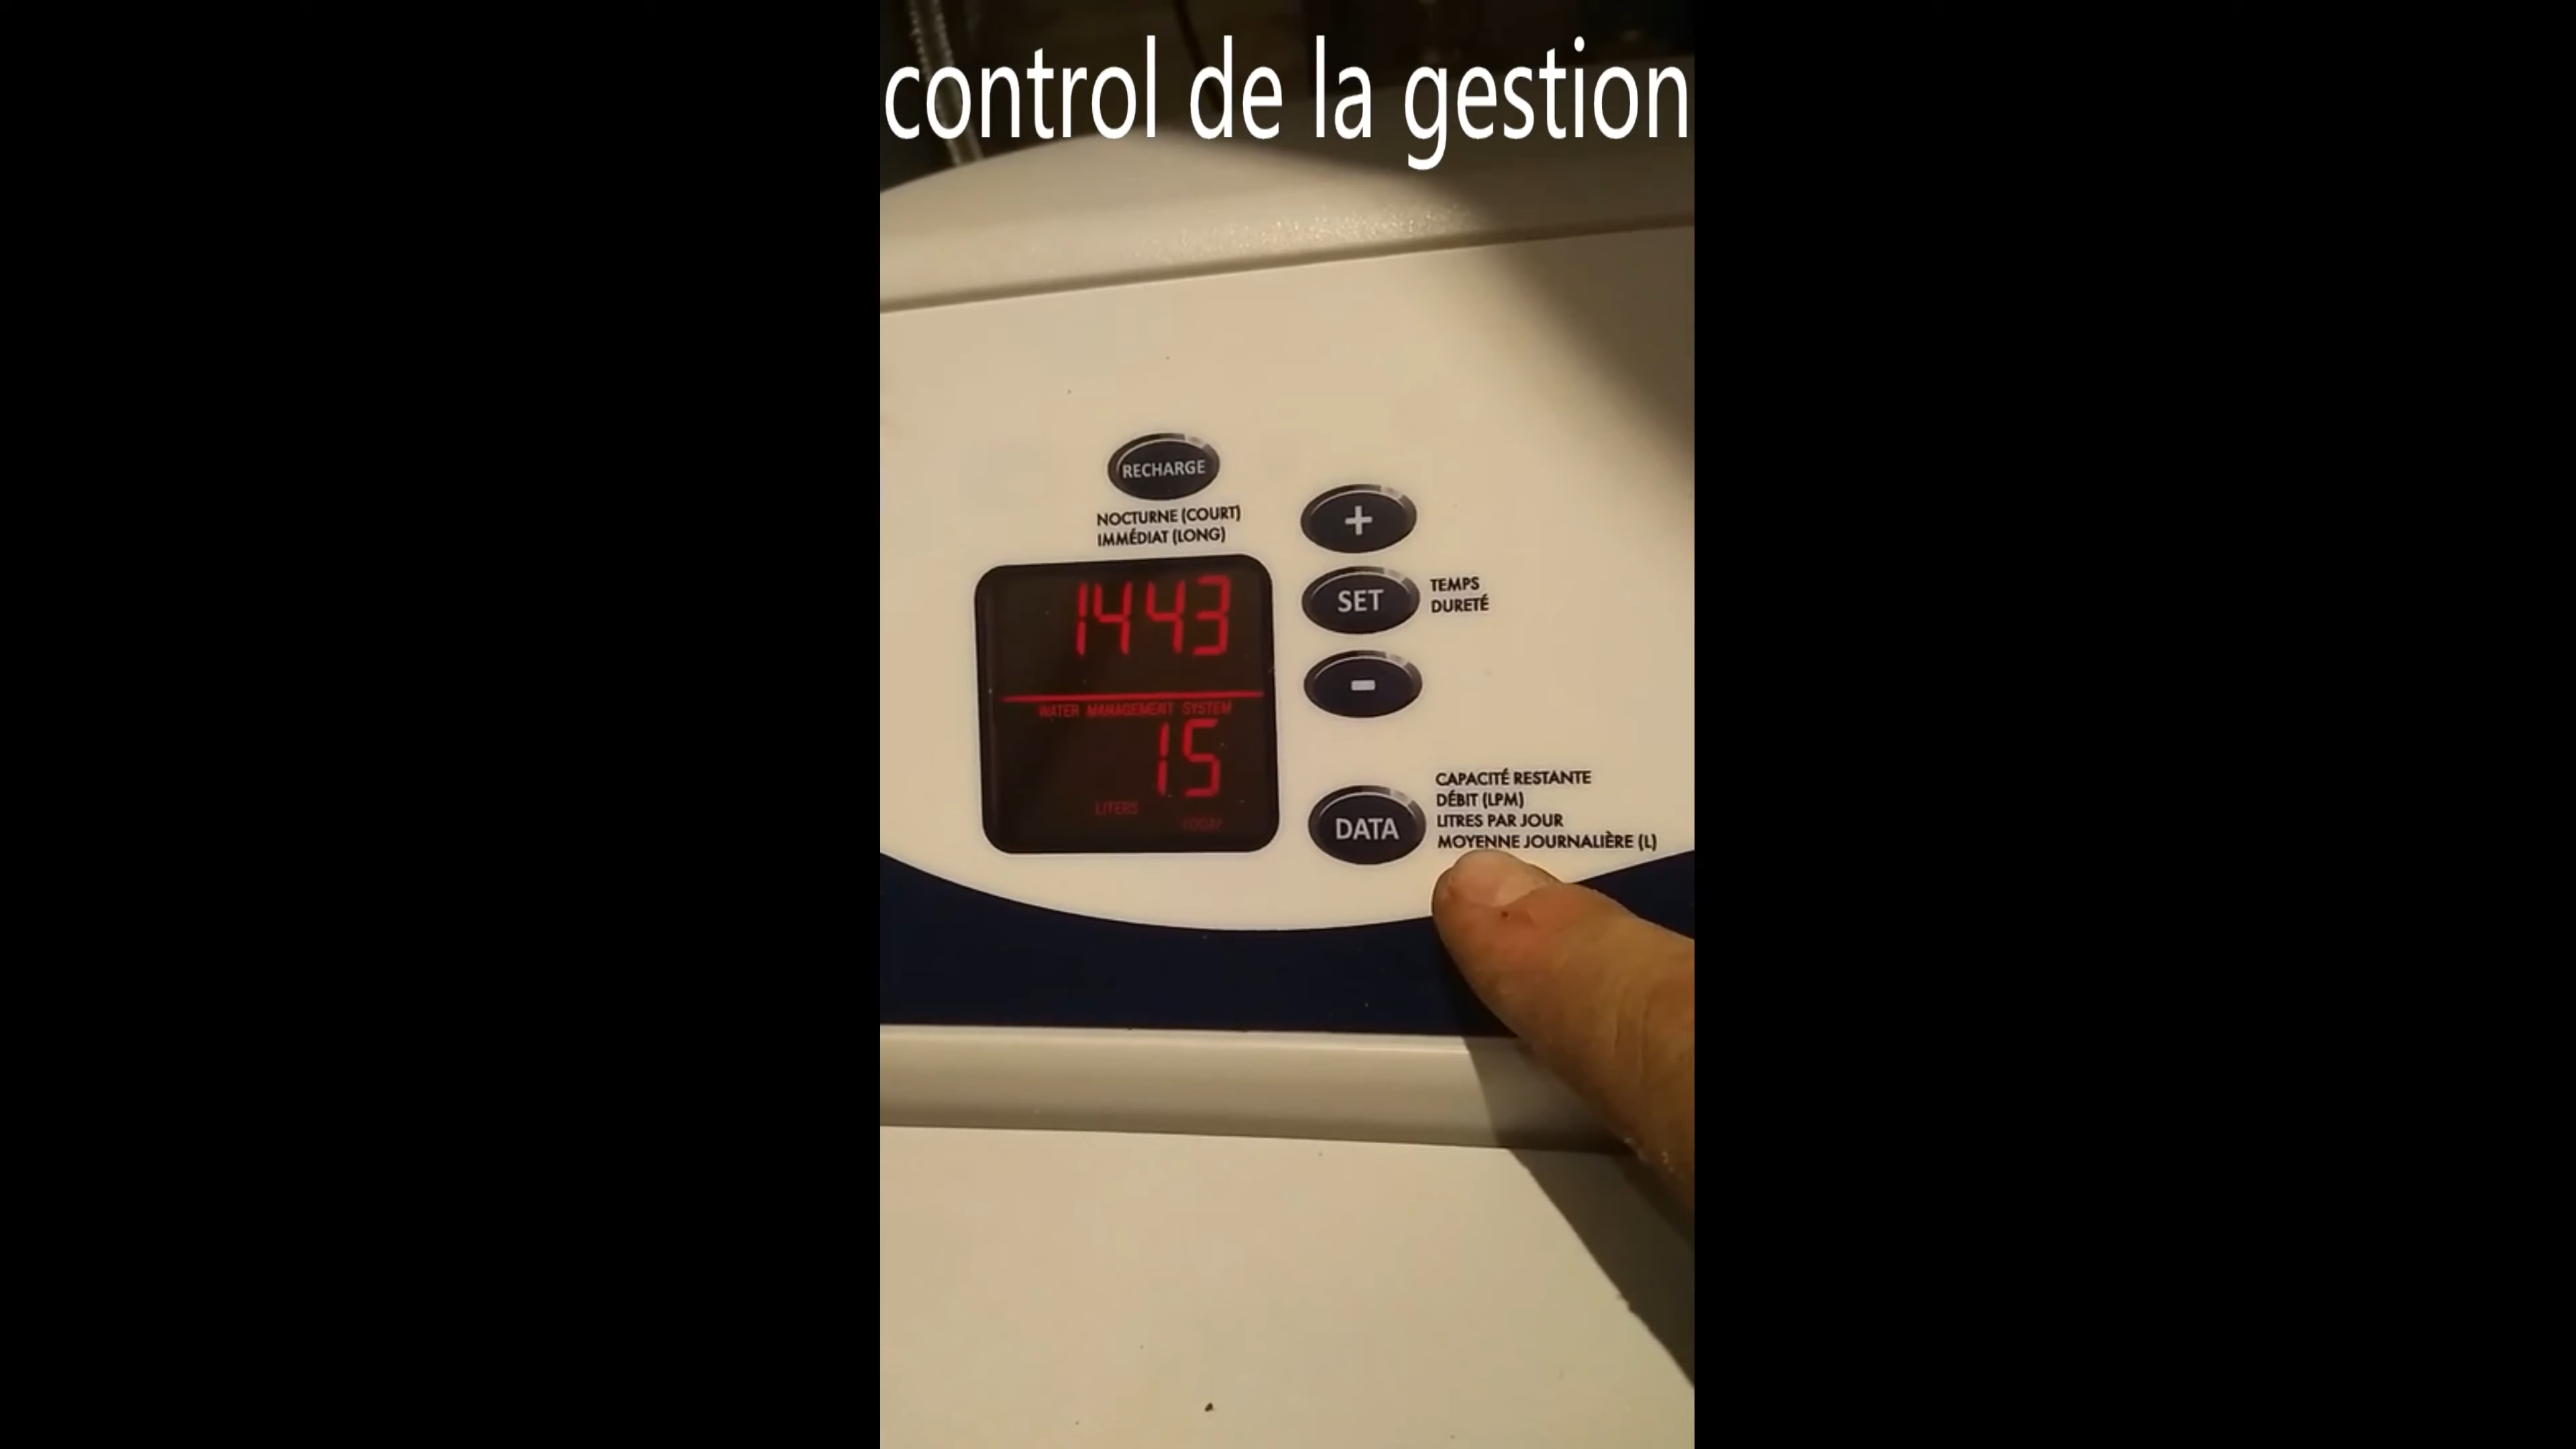 control de la gestion
RECHARGE
NOCTURNE (COURT)
IMMÉDIAT (LONG)
+
SET
TEMPS
DURETÉ
-
1443
WATER MANAGEMENT SYSTEM
15
LITERS
TODAY
DATA
CAPACITÉ RESTANTE
DÉBIT (LPM)
LITRES PAR JOUR
MOYENNE JOURNALIÈRE (L)